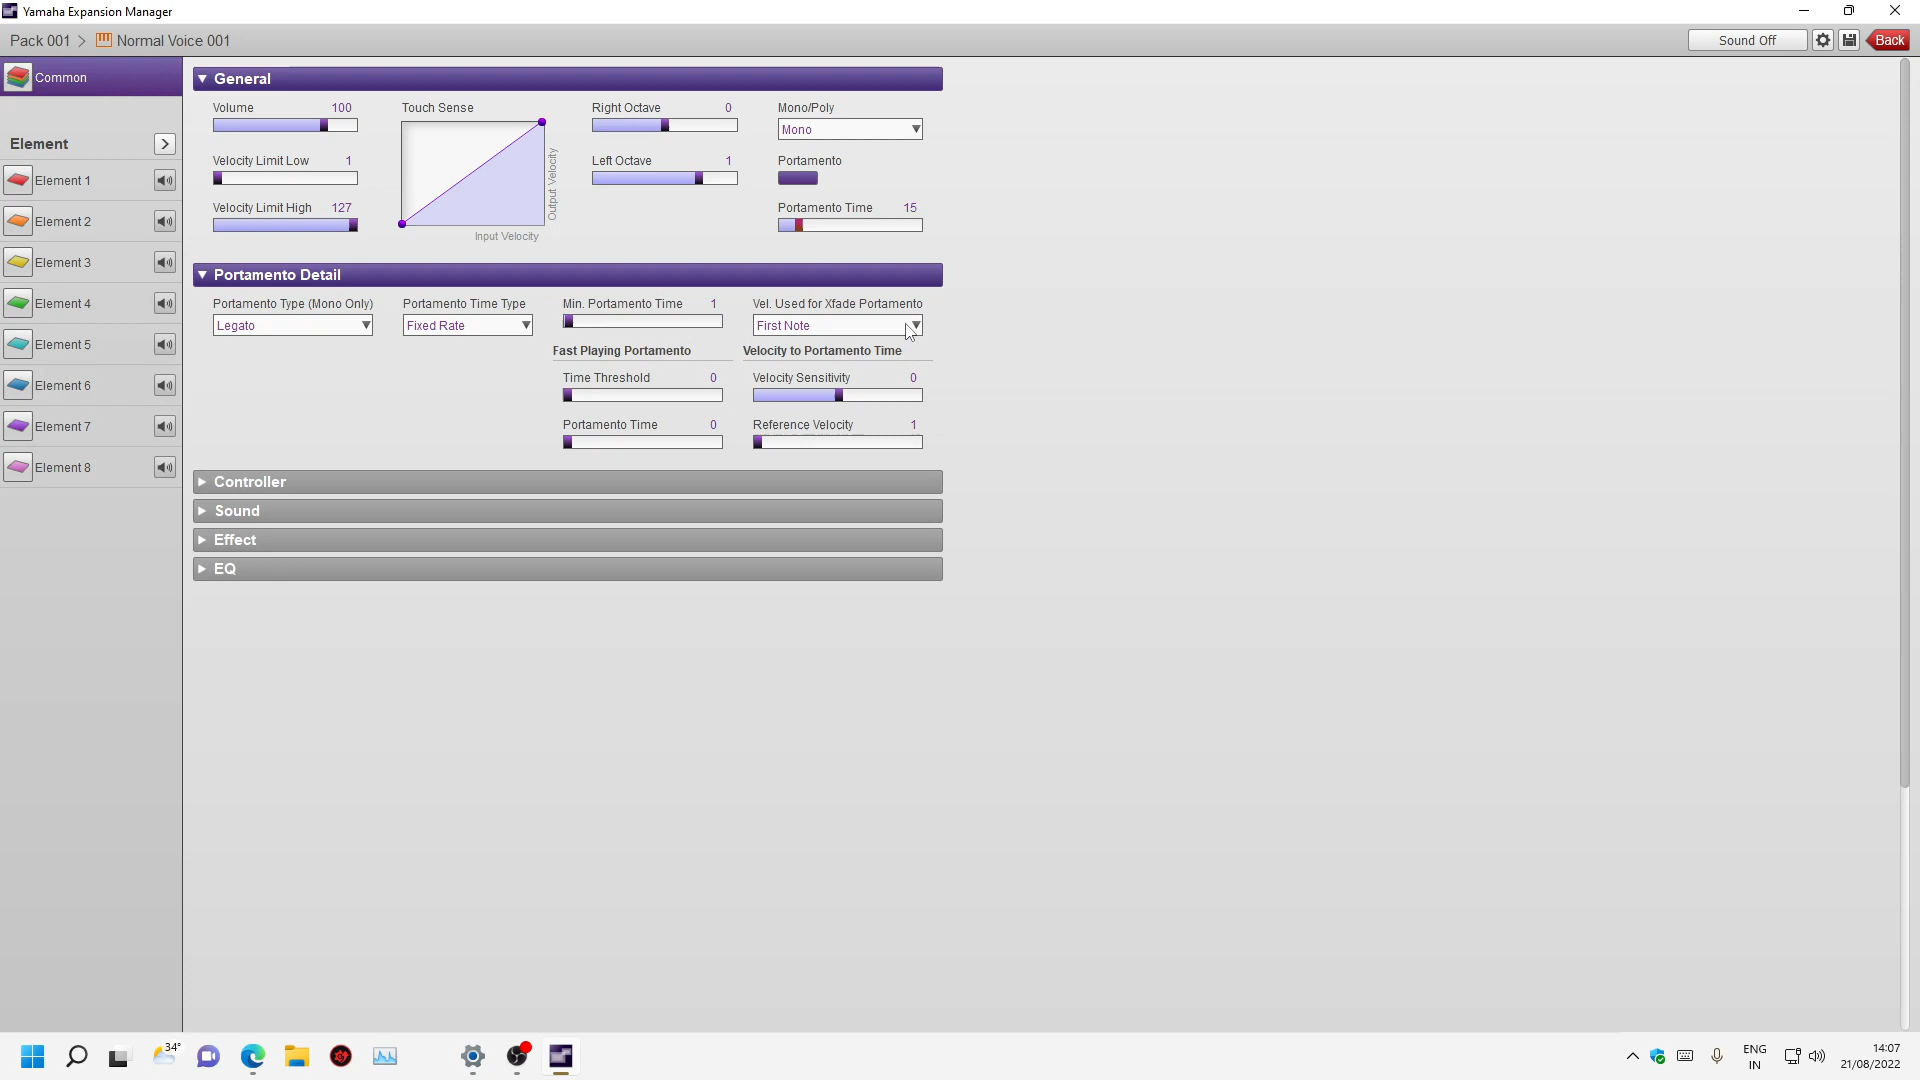 Yamaha Expansion Manager
Pack 001 > Normal Voice 001
Sound Off
Back
Common
Element
>
Element 1
Element 2
Element 3
Element 4
Element 5
Element 6
Element 7
Element 8
General
Volume 100
Velocity Limit Low 1
Velocity Limit High 127
Touch Sense
Output Velocity
Input Velocity
Right Octave 0
Left Octave 1
Mono/Poly
Mono
Portamento
Portamento Time 15
Portamento Detail
Portamento Type (Mono Only)
Legato
Portamento Time Type
Fixed Rate
Min. Portamento Time 1
Vel. Used for Xfade Portamento
First Note
Fast Playing Portamento
Time Threshold 0
Portamento Time 0
Velocity to Portamento Time
Velocity Sensitivity 0
Reference Velocity 1
Controller
Sound
Effect
EQ
34°
ENG
IN
14:07
21/08/2022